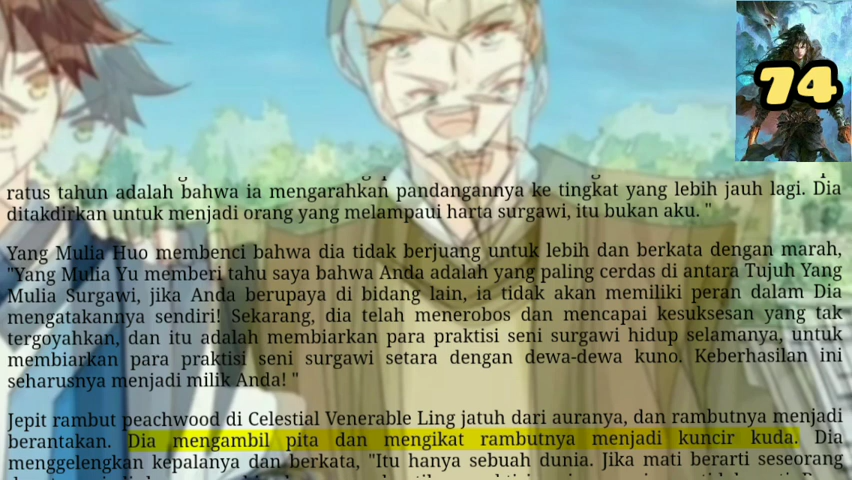 74
ratus tahun adalah bahwa ia mengarahkan pandangannya ke tingkat yang lebih jauh lagi. Dia
ditakdirkan untuk menjadi orang yang melampaui harta surgawi, itu bukan aku. "
Yang Mulia Huo membenci bahwa dia tidak berjuang untuk lebih dan berkata dengan marah,
"Yang Mulia Yu memberi tahu saya bahwa Anda adalah yang paling cerdas di antara Tujuh Yang
Mulia Surgawi, jika Anda berupaya di bidang lain, ia tidak akan memiliki peran dalam Dia
mengatakannya sendiri! Sekarang, dia telah menerobos dan mencapai kesuksesan yang tak
tergoyahkan, dan itu adalah membiarkan para praktisi seni surgawi hidup selamanya, untuk
membiarkan para praktisi seni surgawi setara dengan dewa-dewa kuno. Keberhasilan ini
seharusnya menjadi milik Anda! "
Jepit rambut peachwood di Celestial Venerable Ling jatuh dari auranya, dan rambutnya menjadi
berantakan. Dia mengambil pita dan mengikat rambutnya menjadi kuncir kuda. Dia
menggelengkan kepalanya dan berkata, "Itu hanya sebuah dunia. Jika mati berarti seseorang